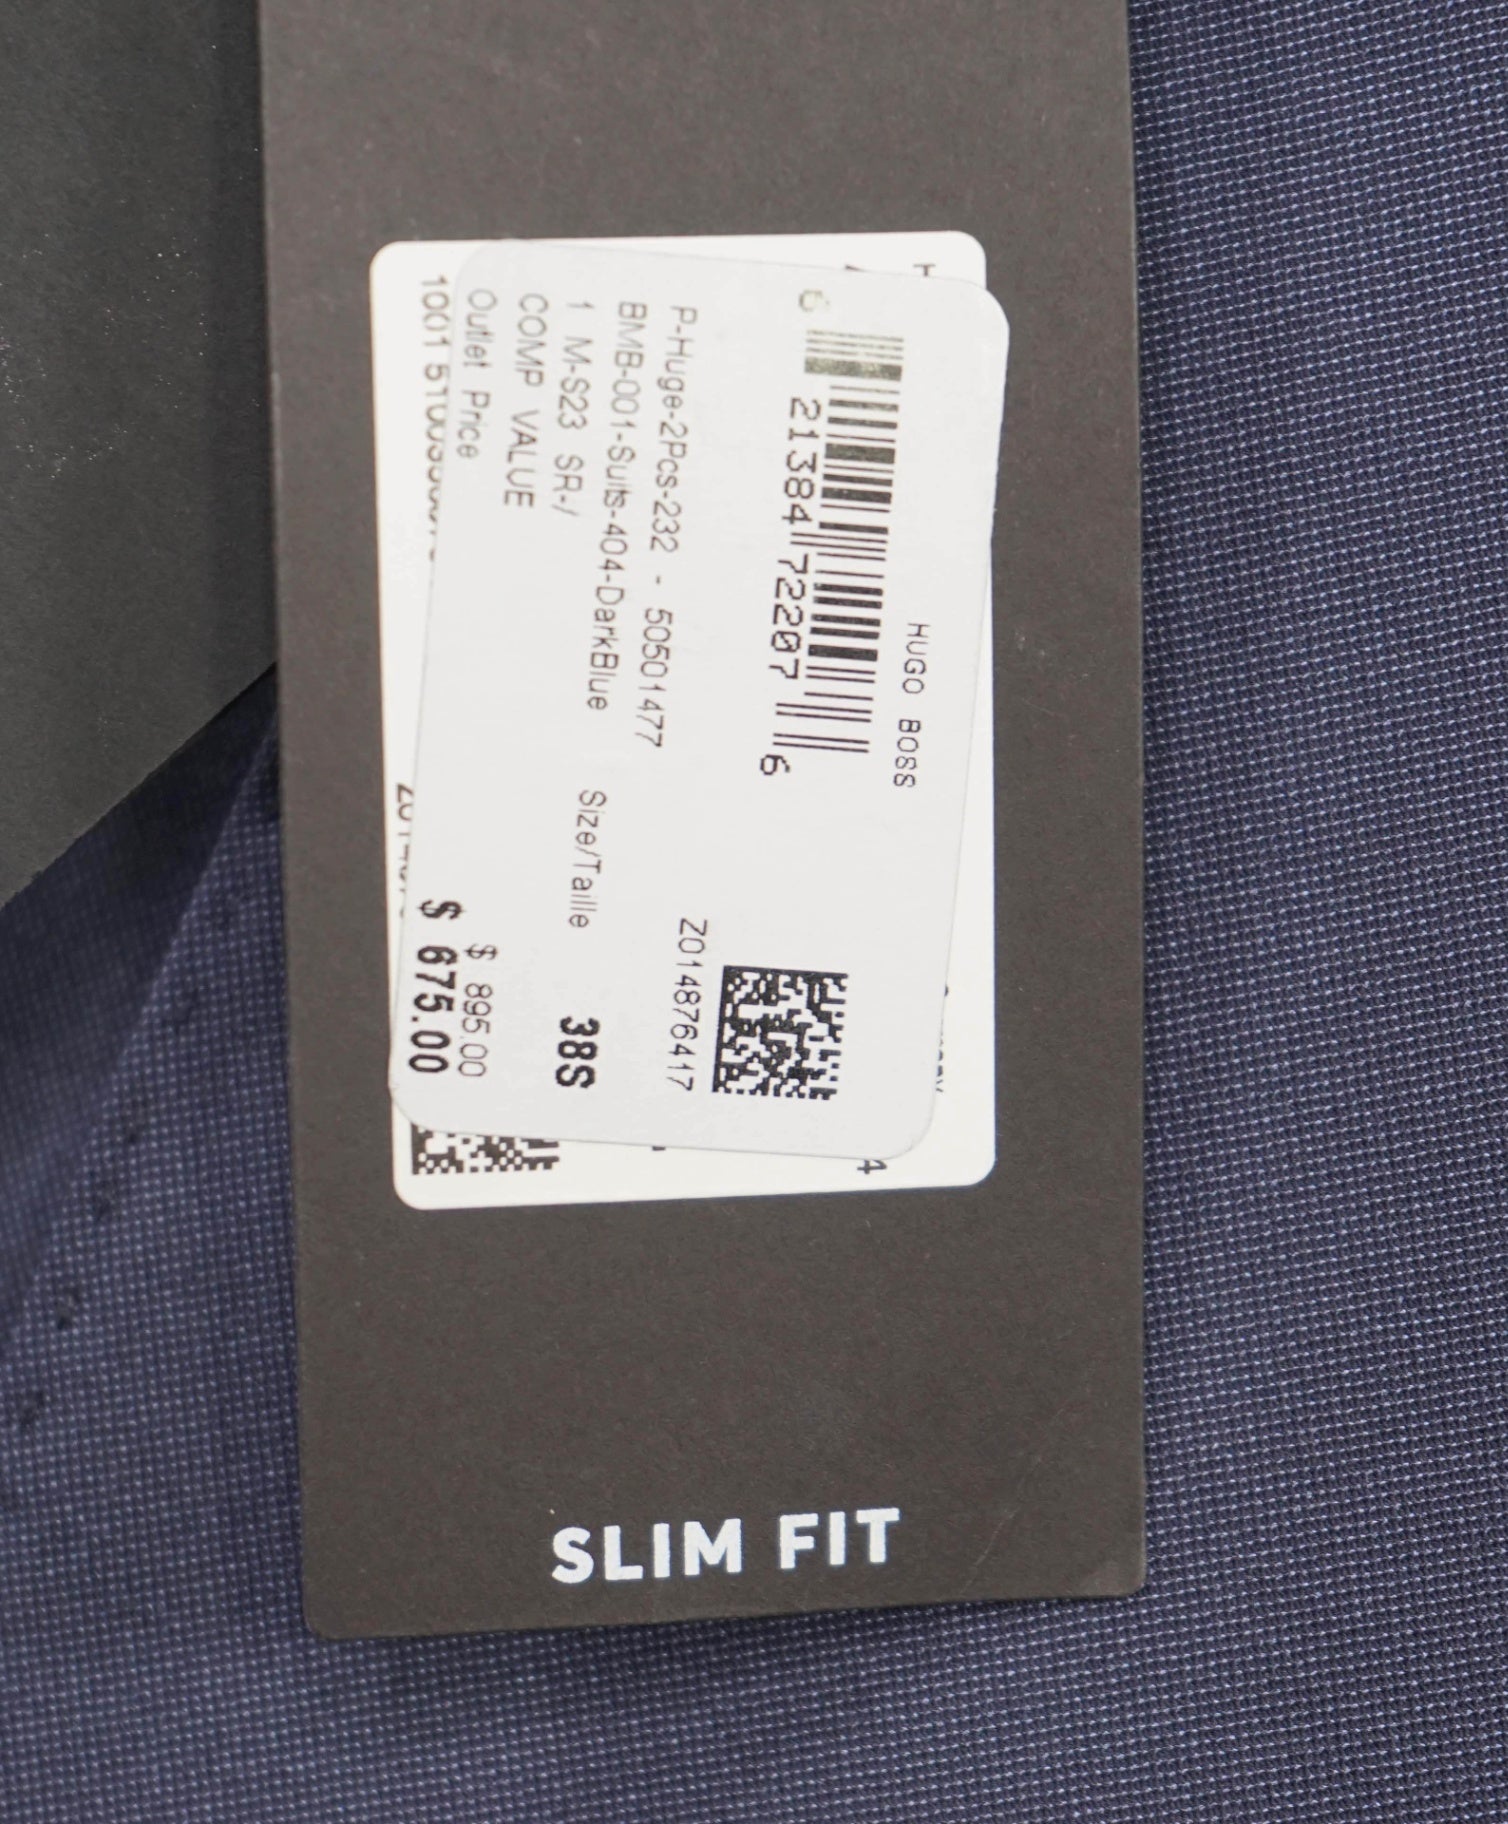 HUGO BOSS
6 21384 72207 6
Z014876417
P-Huge-2Pcs-232 - 50501477
BMB-001-Suits-404-DarkBlue
1 M-S23 SR-/ Size/Taille 38S
COMP VALUE $ 895.00
Outlet Price $ 675.00
1001
SLIM FIT